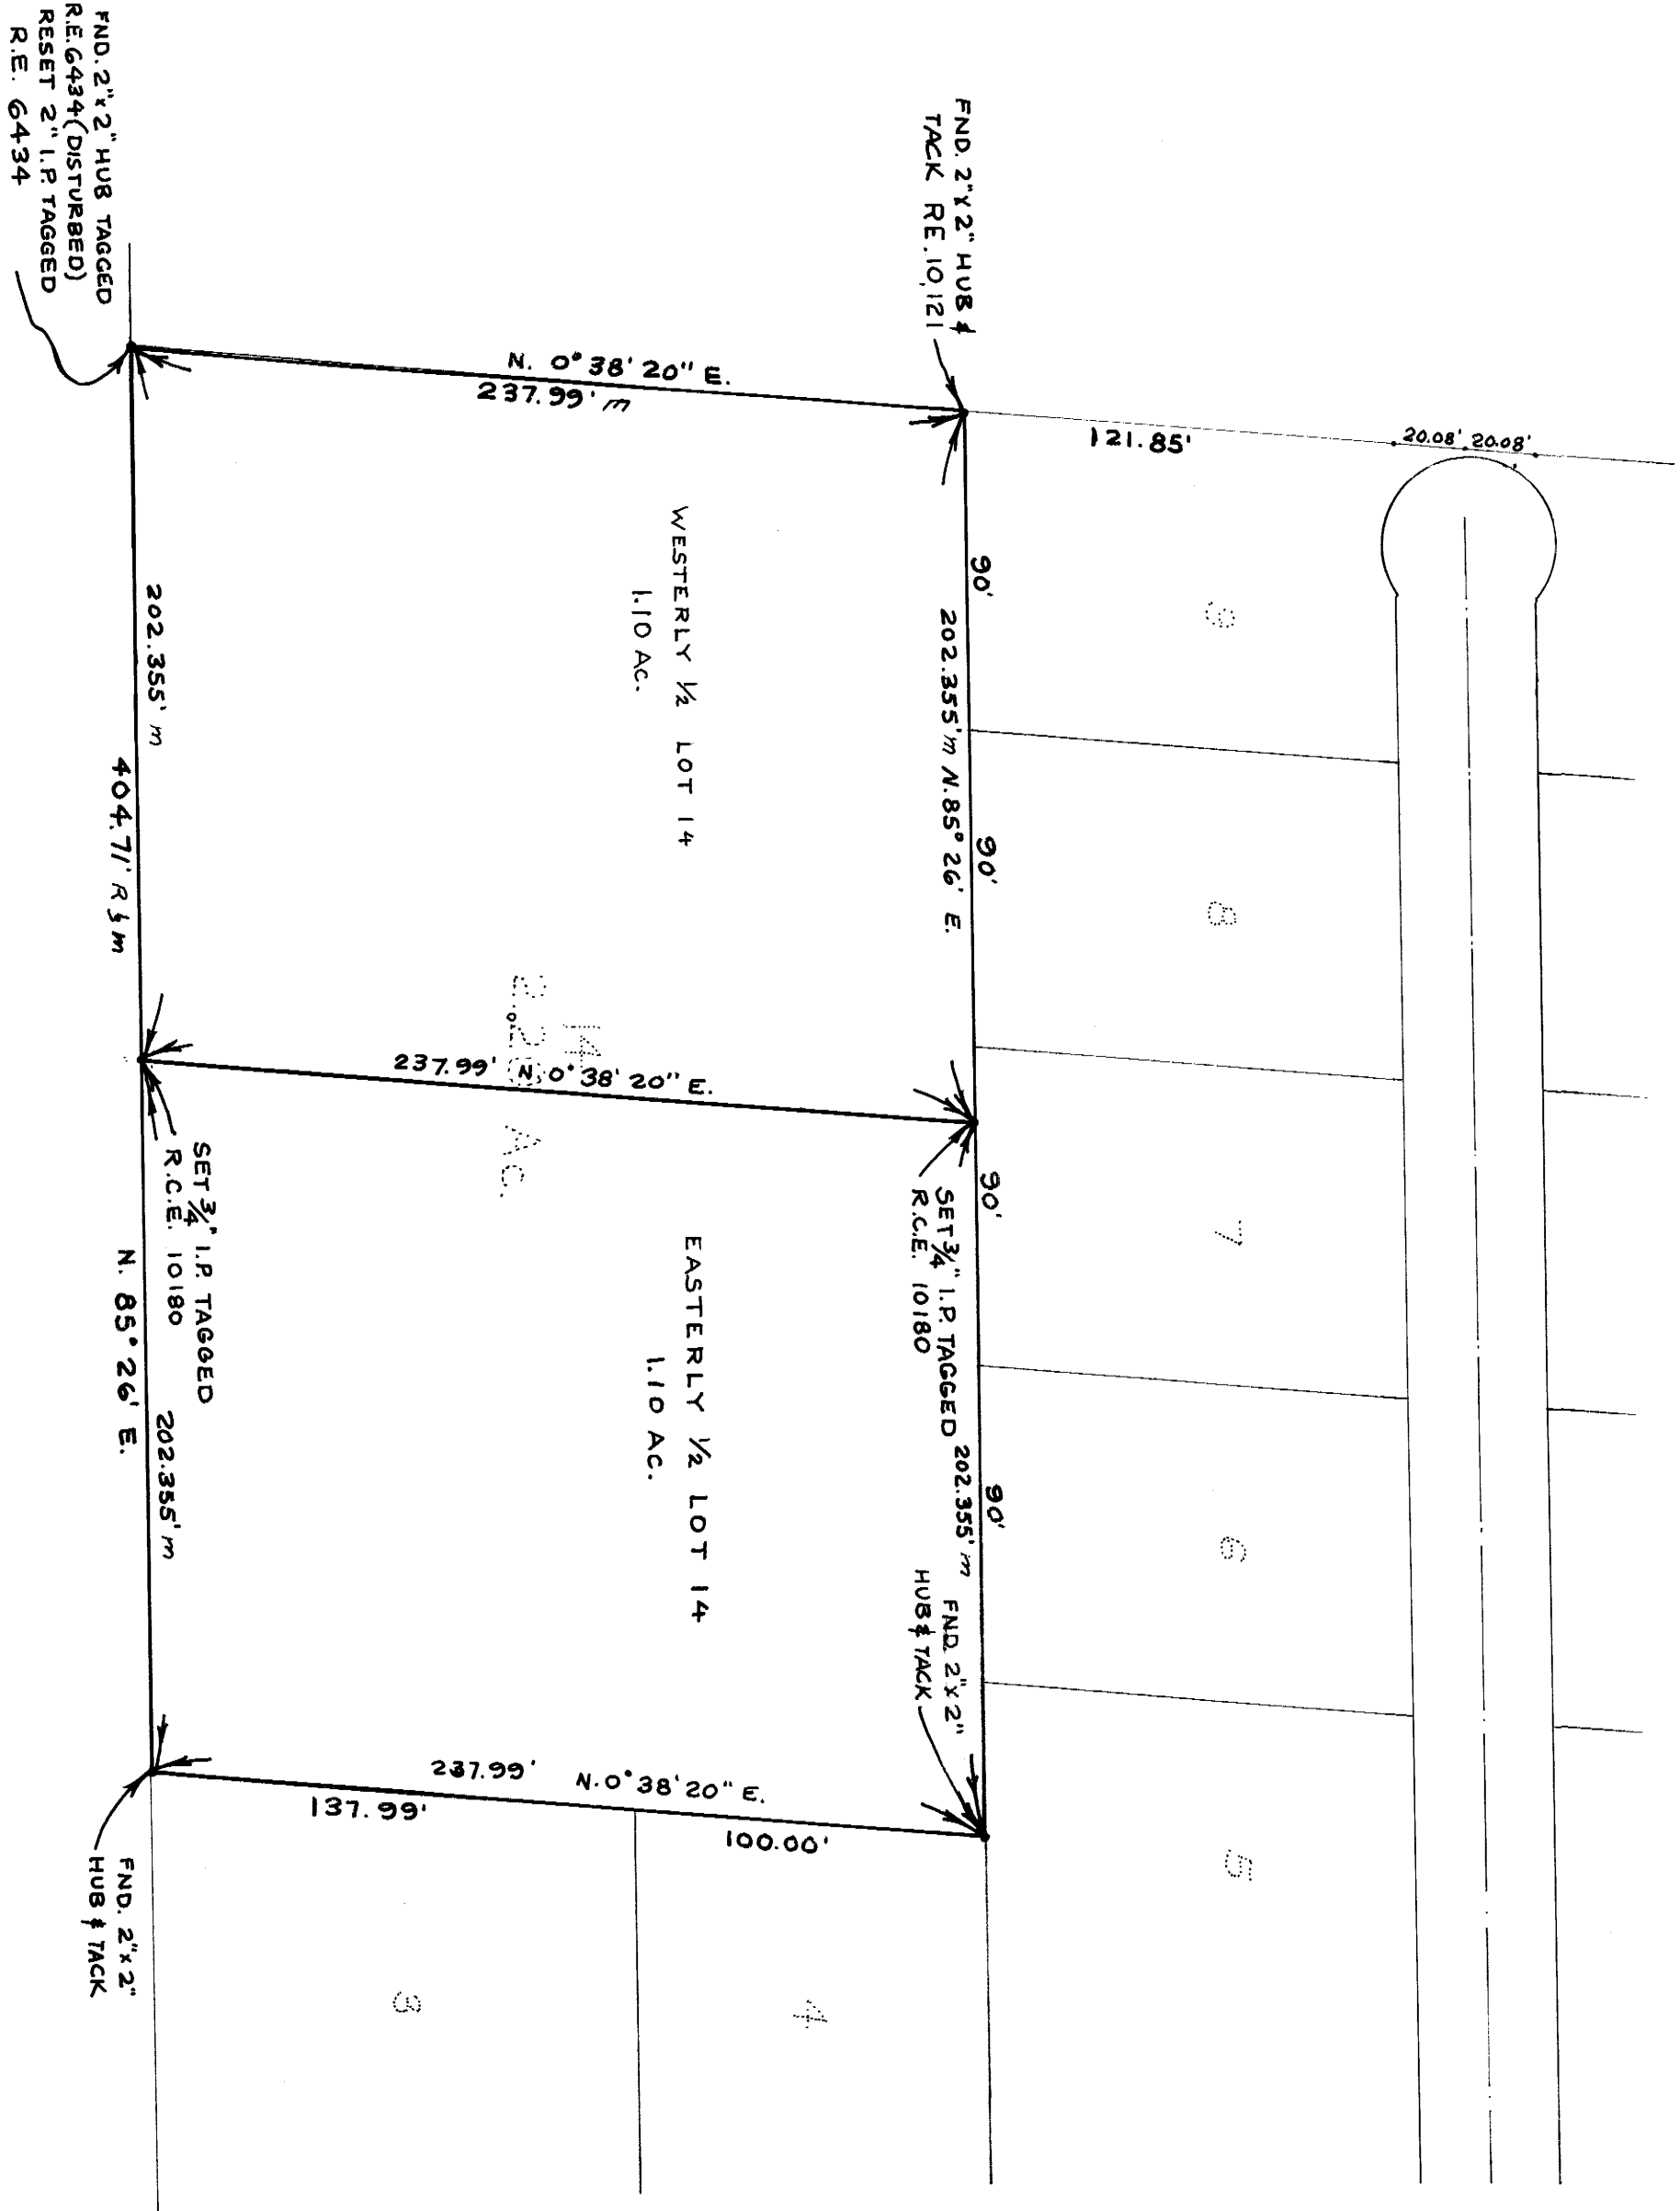 FND. 2"x2" HUB TAGGED
R.E. 6434 (DISTURBED)
RESET 2" I.P. TAGGED
R.E. 6434
FND. 2"x2" HUB &
TACK RE. 10,121
N. 0° 38' 20" E.
237.99' m
121.85'
20.08' 20.08'
90'
202.355' m N. 85° 26' E.
90'
90'
90'
9
8
7
6
5
4
3
WESTERLY ½ LOT 14
1.10 AC.
202.355' m
404.71' R & m
14
2.20 Ac.
237.99' N. 0° 38' 20" E.
SET 3/4" I.P. TAGGED
R.C.E. 10180
202.355' m
SET 3/4" I.P. TAGGED
R.C.E. 10180
N. 85° 26' E.
202.355' m
EASTERLY ½ LOT 14
1.10 AC.
FND. 2"x2"
HUB & TACK
237.99' N. 0° 38' 20" E.
137.99'
100.00'
FND. 2"x2"
HUB & TACK